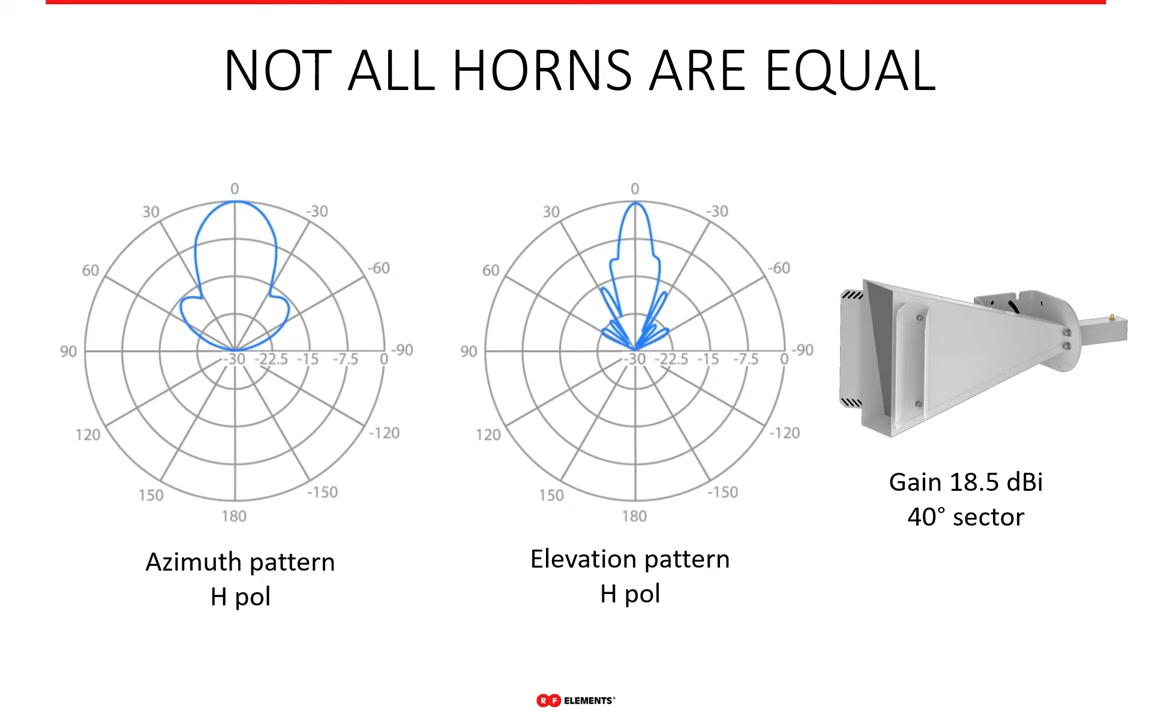 NOT ALL HORNS ARE EQUAL
0
30 -30
60 -60
90 -90
-30 -22.5 -15 -7.5 0
120 -120
150 -150
180
Azimuth pattern
H pol
0
30 -30
60 -60
90 -90
-30 -22.5 -15 -7.5 0
120 -120
150 -150
180
Elevation pattern
H pol
Gain 18.5 dBi
40° sector
RF ELEMENTS®